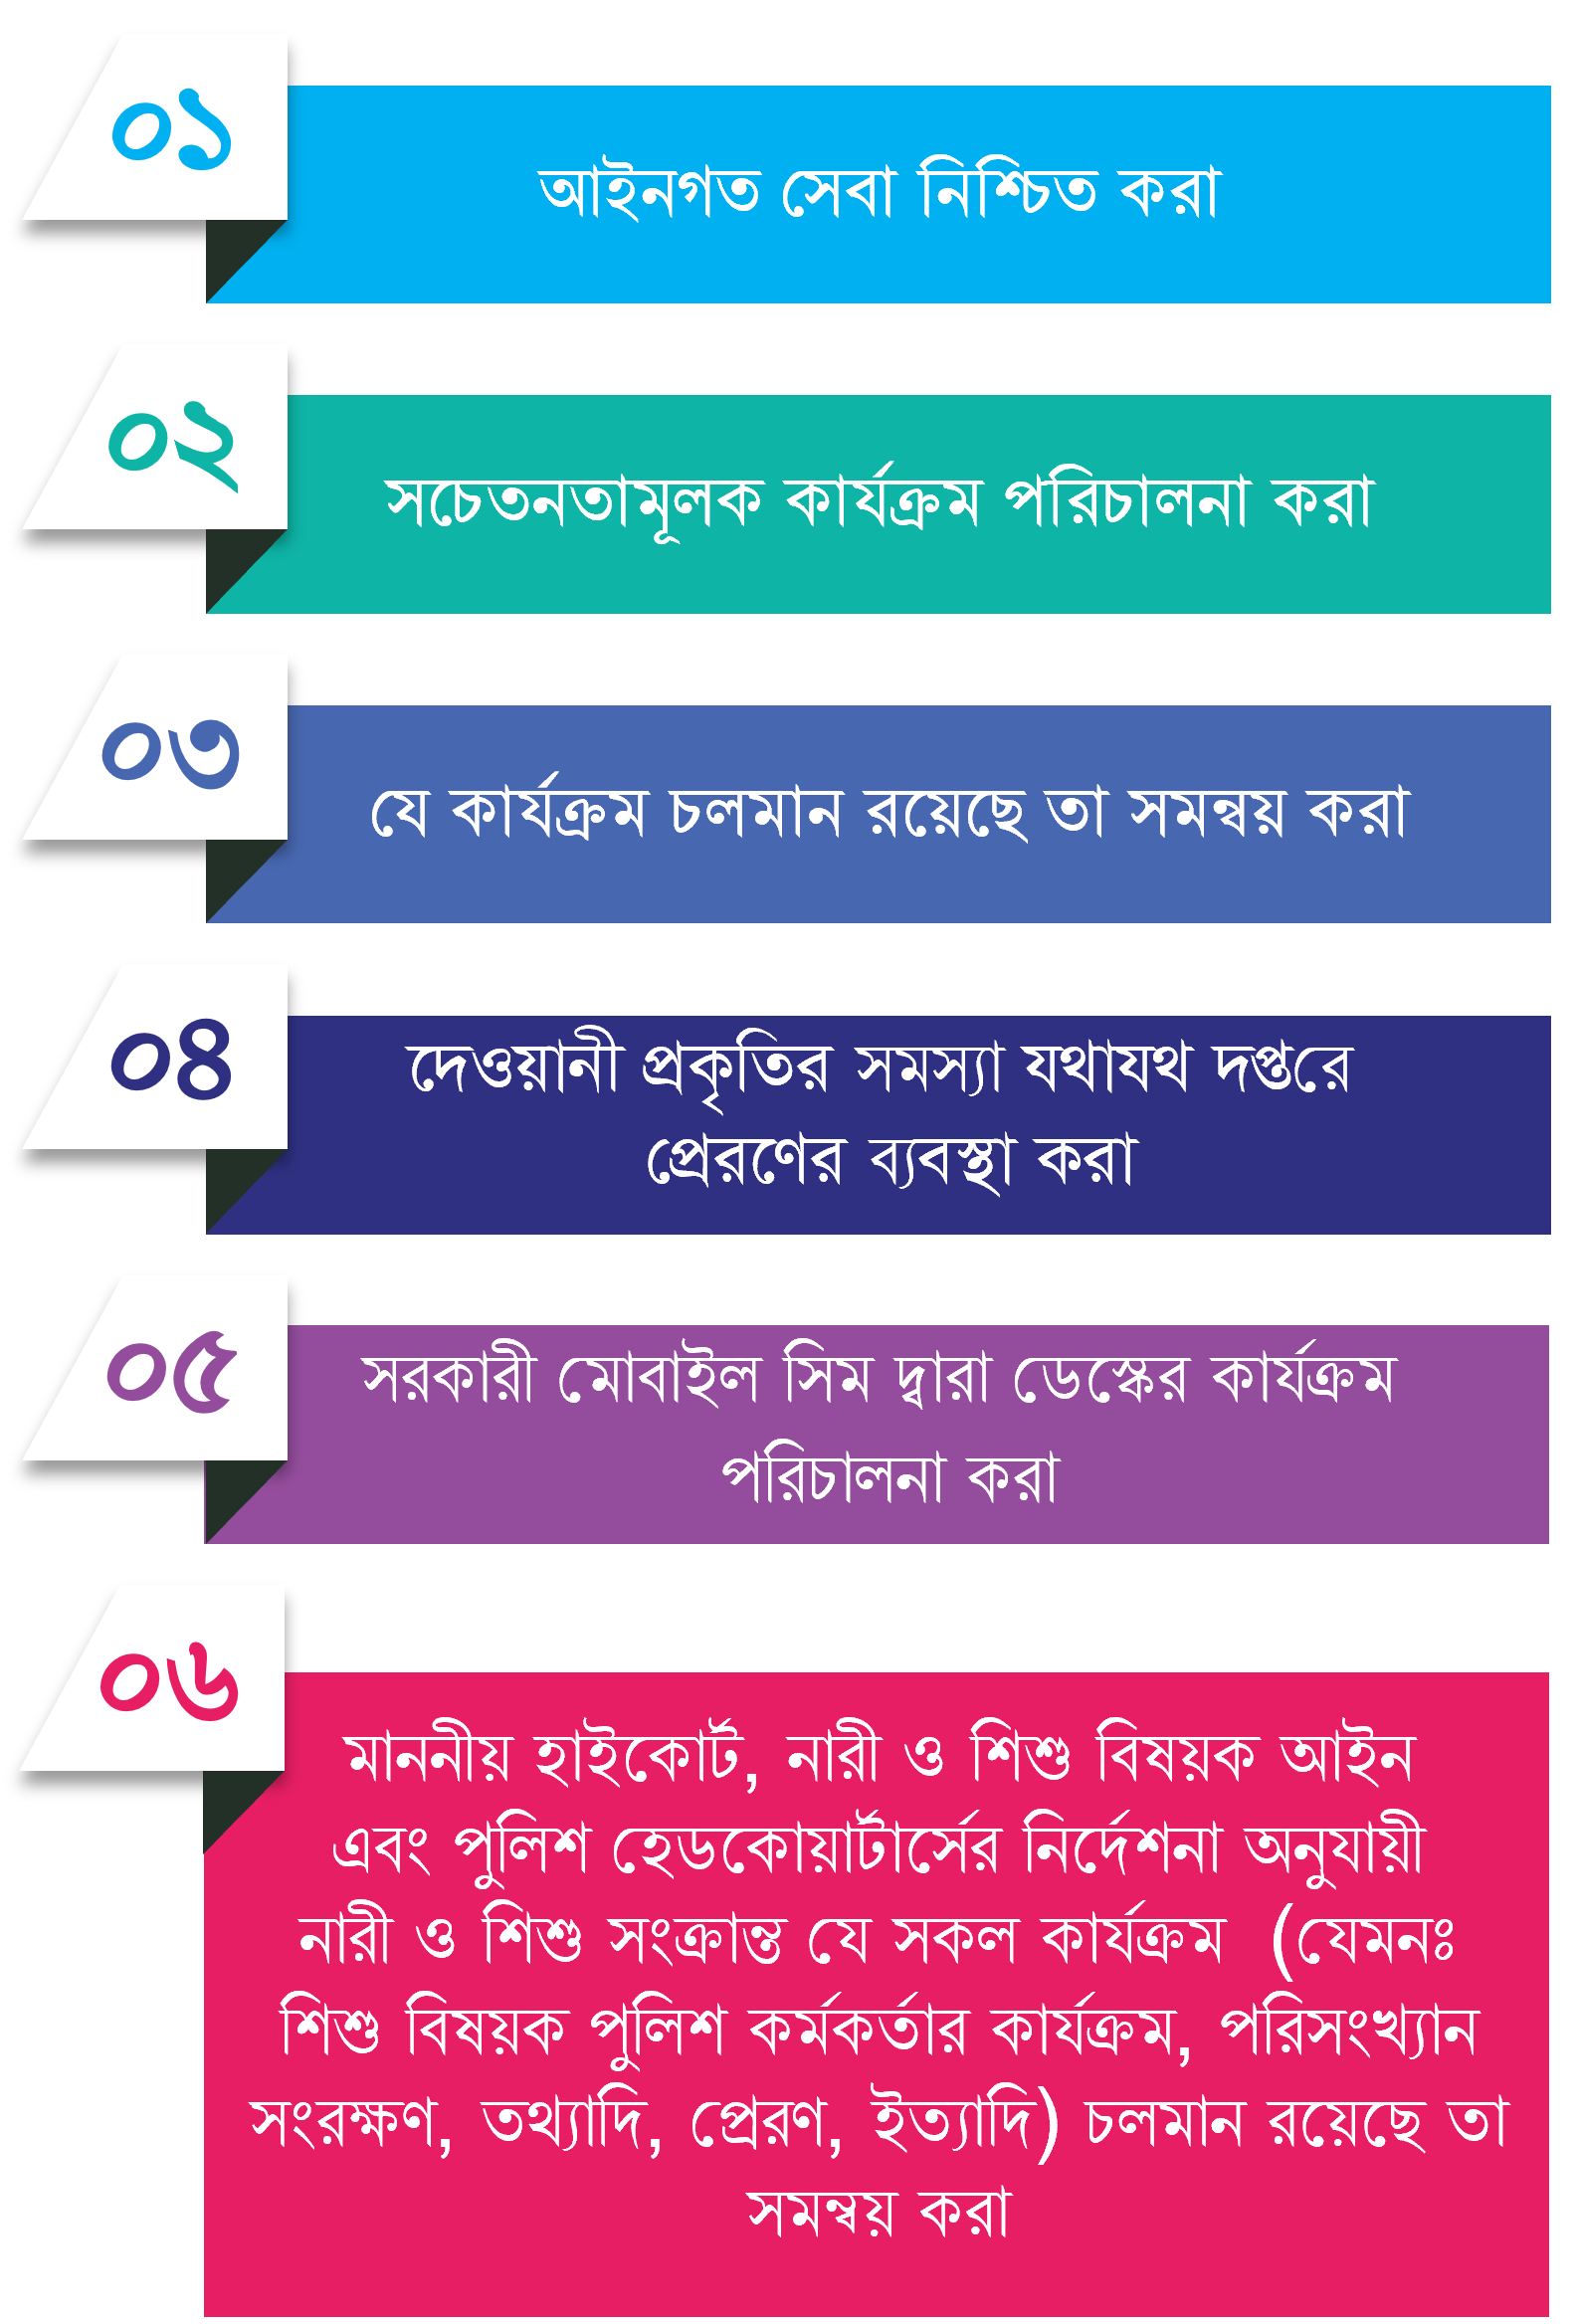 ০১
আইনগত সেবা নিশ্চিত করা
০২
সচেতনতামূলক কার্যক্রম পরিচালনা করা
০৩
যে কার্যক্রম চলমান রয়েছে তা সমন্বয় করা
০৪
দেওয়ানী প্রকৃতির সমস্যা যথাযথ দপ্তরে
প্রেরণের ব্যবস্থা করা
০৫
সরকারী মোবাইল সিম দ্বারা ডেস্কের কার্যক্রম
পরিচালনা করা
০৬
মাননীয় হাইকোর্ট, নারী ও শিশু বিষয়ক আইন
এবং পুলিশ হেডকোয়ার্টার্সের নির্দেশনা অনুযায়ী
নারী ও শিশু সংক্রান্ত যে সকল কার্যক্রম (যেমনঃ
শিশু বিষয়ক পুলিশ কর্মকর্তার কার্যক্রম, পরিসংখ্যান
সংরক্ষণ, তথ্যাদি, প্রেরণ, ইত্যাদি) চলমান রয়েছে তা
সমন্বয় করা